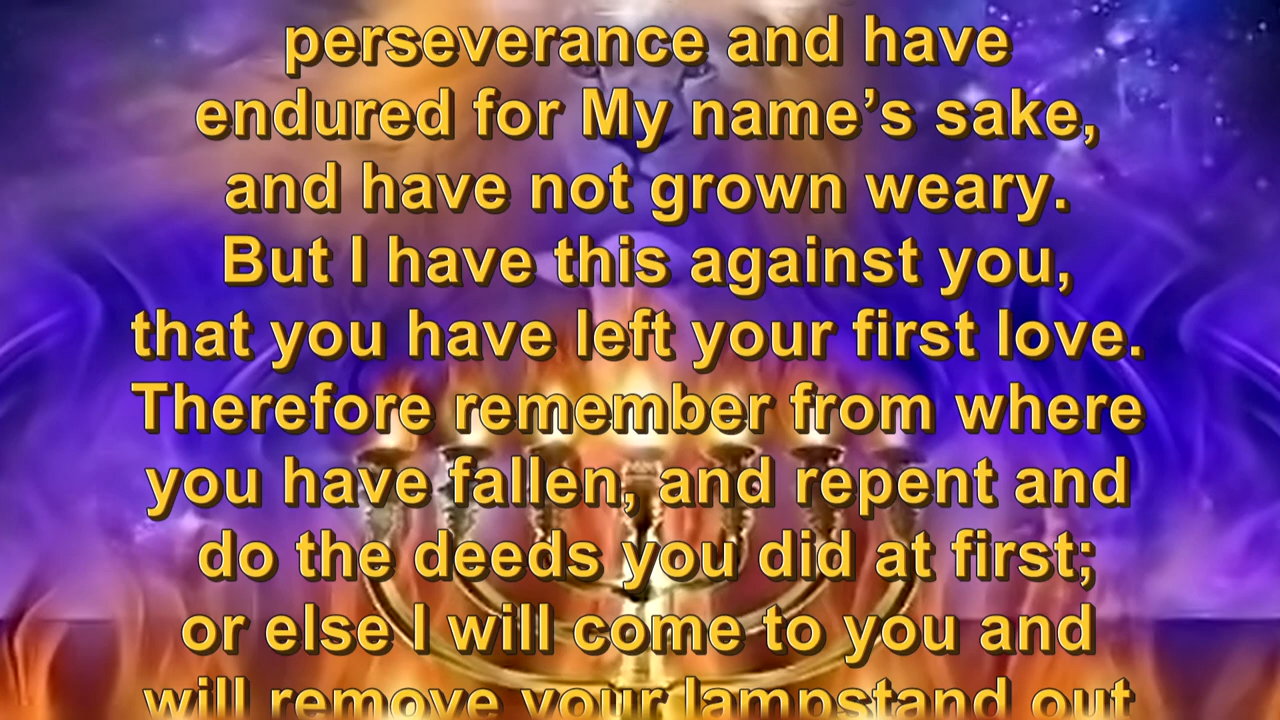 perseverance and have
endured for My name’s sake,
and have not grown weary.
But I have this against you,
that you have left your first love.
Therefore remember from where
you have fallen, and repent and
do the deeds you did at first;
or else I will come to you and
will remove your lampstand out